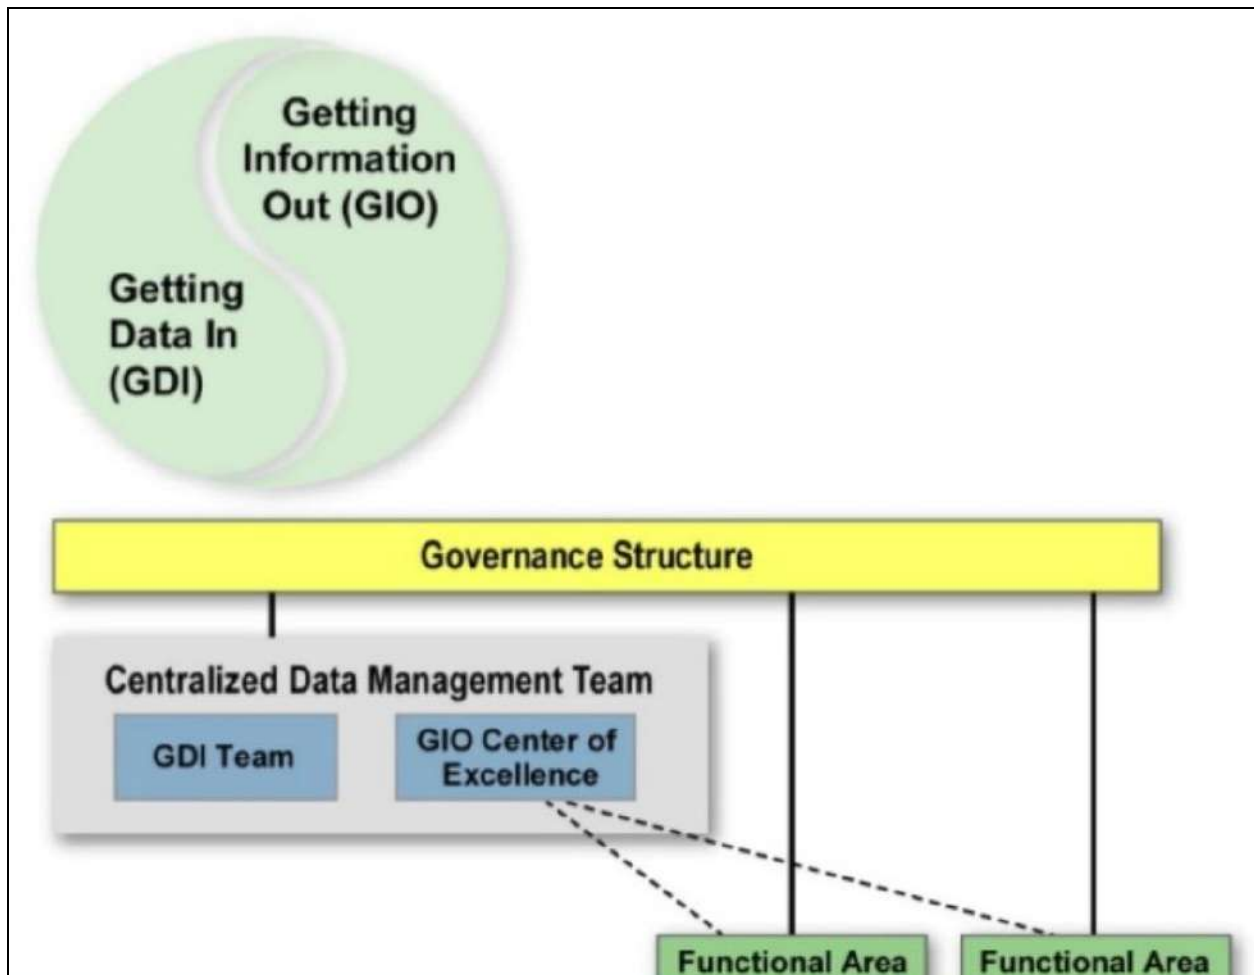 Getting
Information
Out (GIO)
Getting
Data In
(GDI)
Governance Structure
Centralized Data Management Team
GDI Team
GIO Center of
Excellence
Functional Area
Functional Area